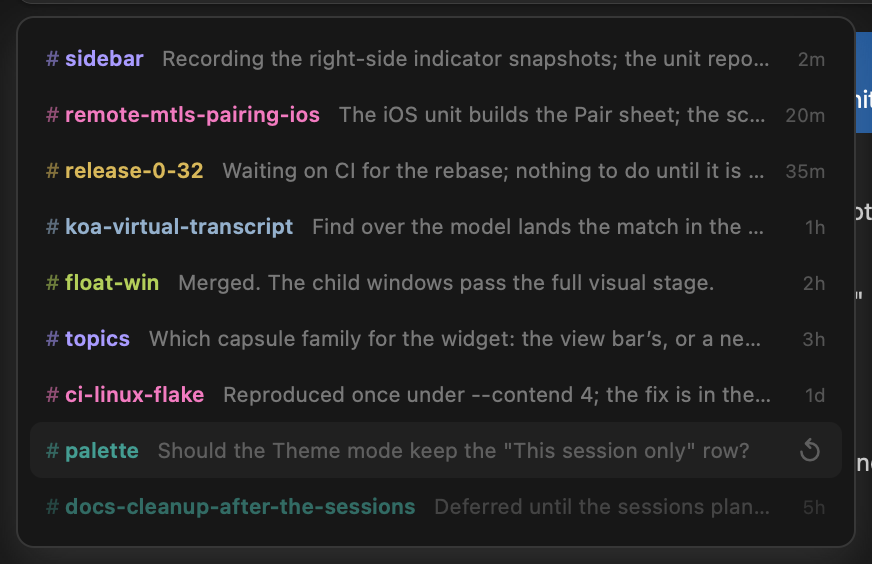 # sidebar Recording the right-side indicator snapshots; the unit repo... 2m
# remote-mtls-pairing-ios The iOS unit builds the Pair sheet; the sc... 20m
# release-0-32 Waiting on CI for the rebase; nothing to do until it is ... 35m
# koa-virtual-transcript Find over the model lands the match in the ... 1h
# float-win Merged. The child windows pass the full visual stage. 2h
# topics Which capsule family for the widget: the view bar’s, or a ne... 3h
# ci-linux-flake Reproduced once under --contend 4; the fix is in the... 1d
# palette Should the Theme mode keep the "This session only" row?
# docs-cleanup-after-the-sessions Deferred until the sessions plan... 5h